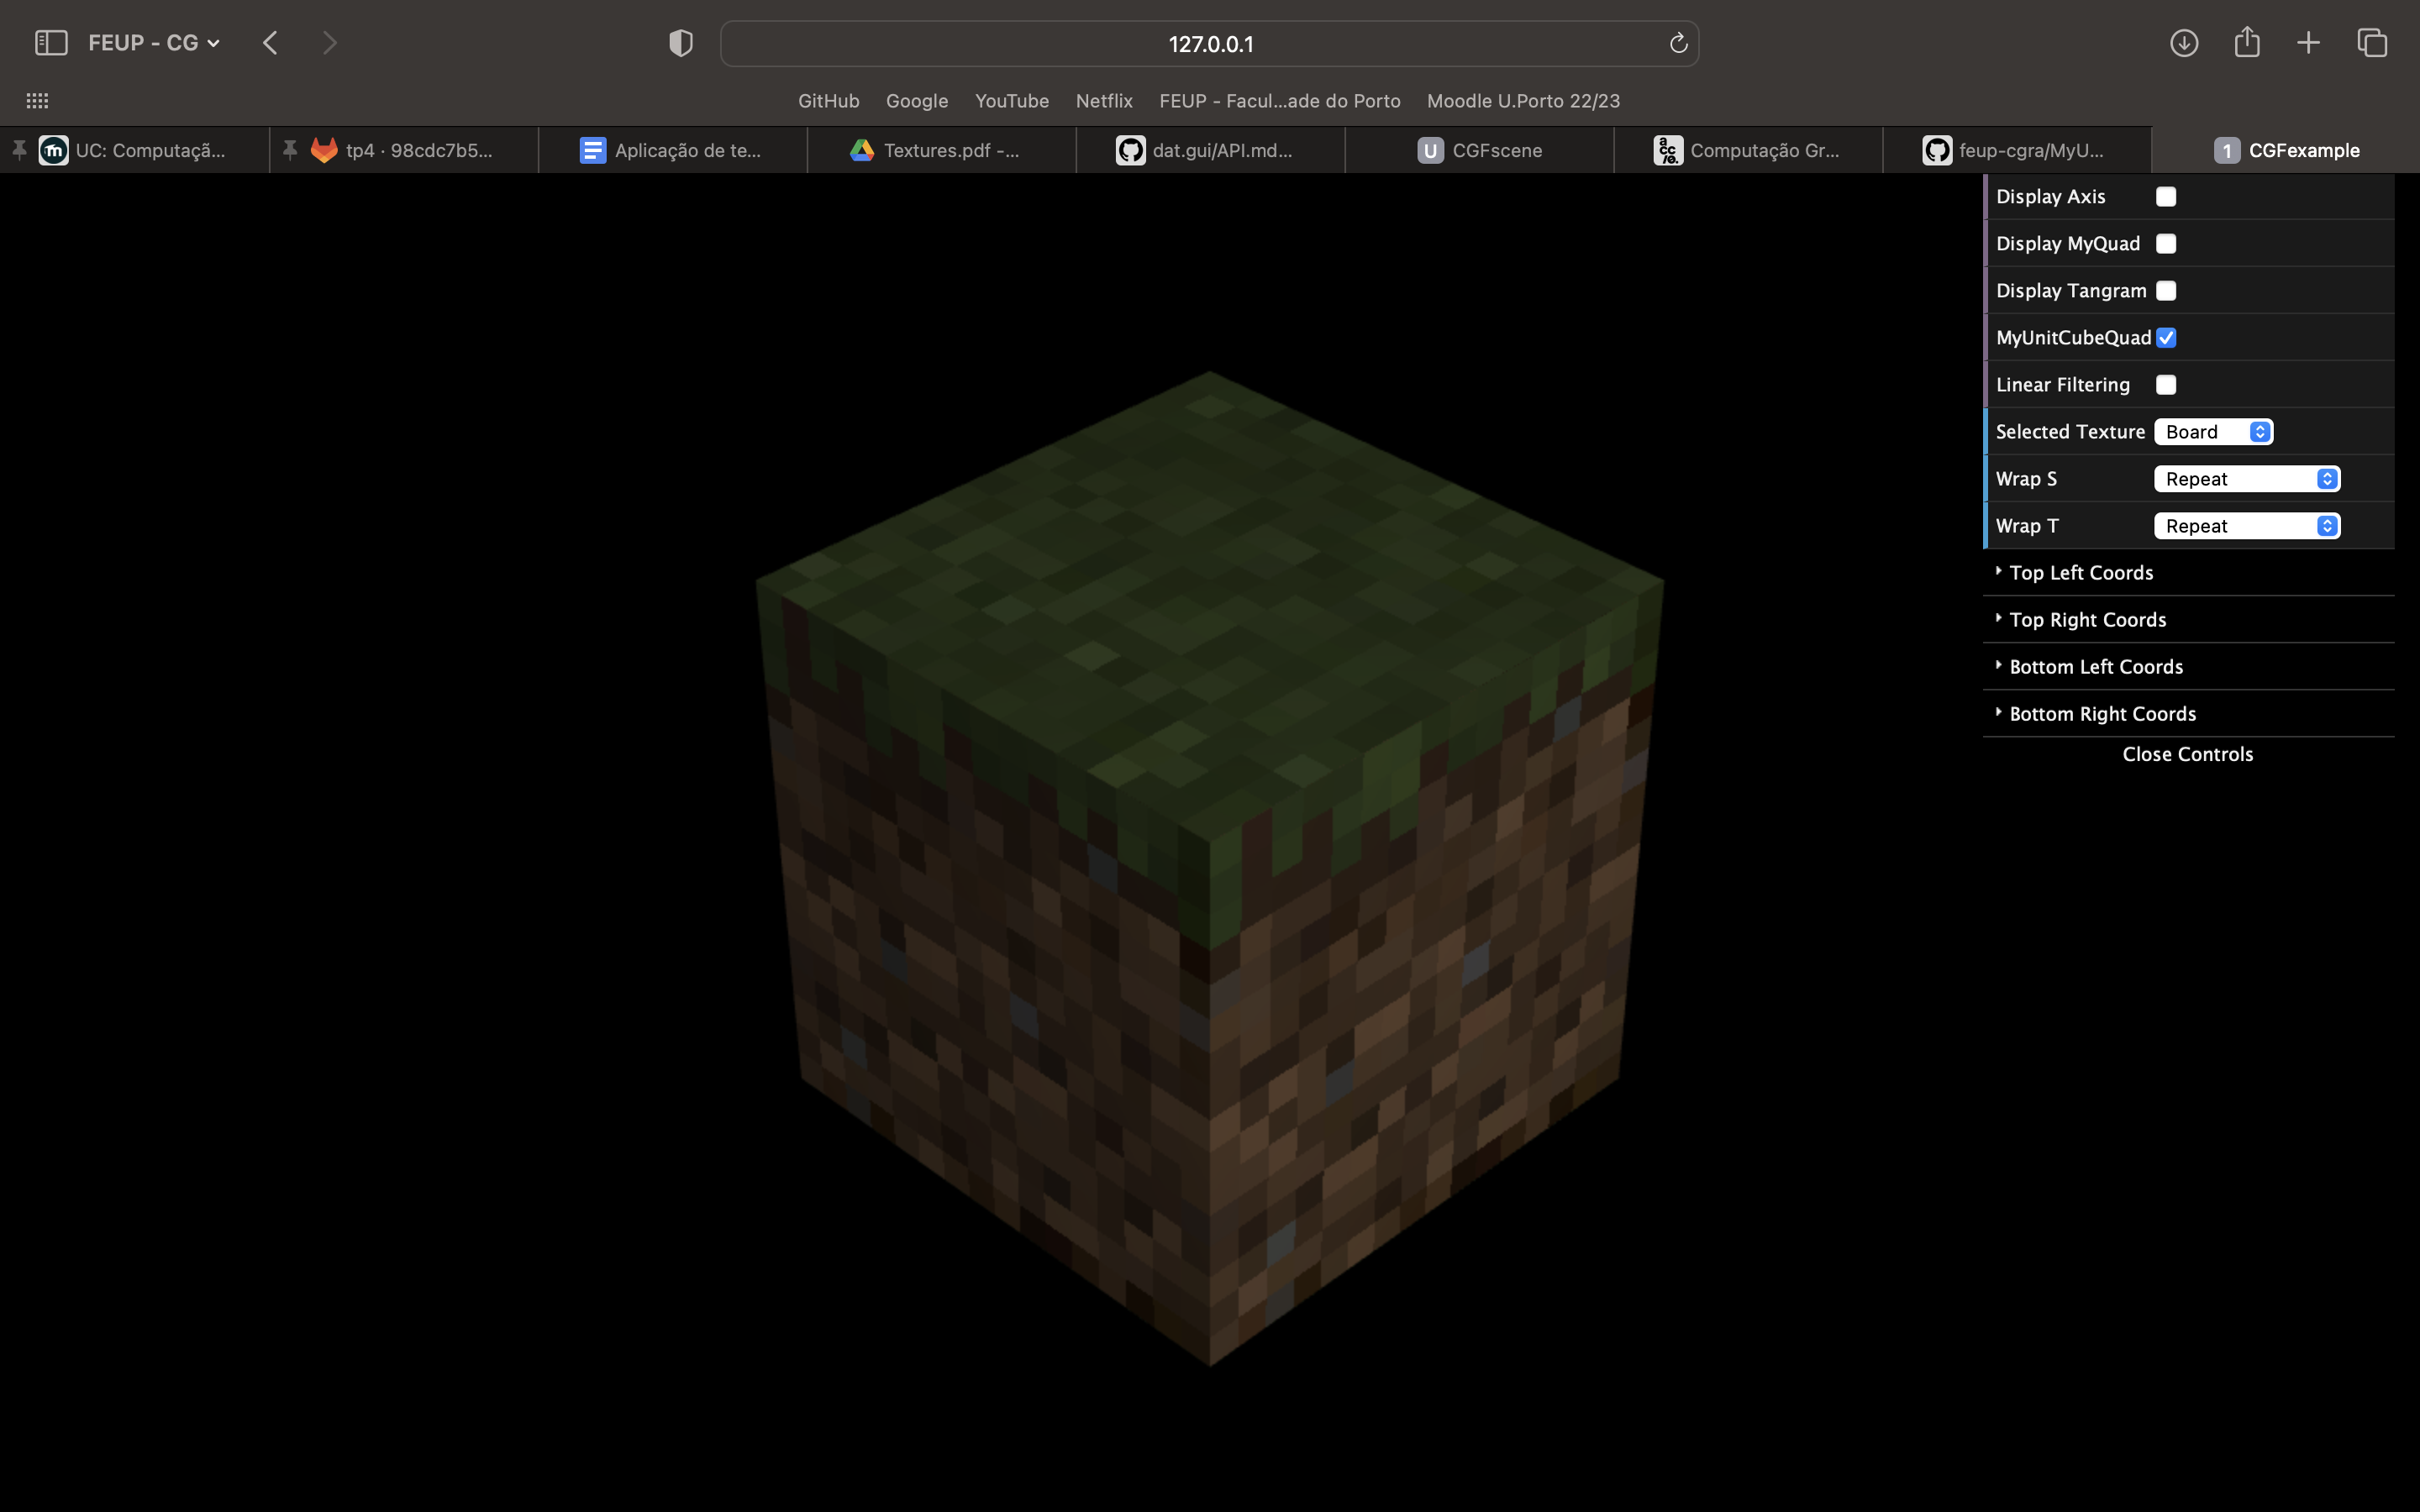 FEUP - CG
127.0.0.1
GitHub Google YouTube Netflix FEUP - Facul...ade do Porto Moodle U.Porto 22/23
UC: Computaçã... tp4 · 98cdc7b5... Aplicação de te... Textures.pdf -... dat.gui/API.md... U CGFscene Computação Gr... feup-cgra/MyU... 1 CGFexample
Display Axis
Display MyQuad
Display Tangram
MyUnitCubeQuad
Linear Filtering
Selected Texture Board
Wrap S Repeat
Wrap T Repeat
Top Left Coords
Top Right Coords
Bottom Left Coords
Bottom Right Coords
Close Controls